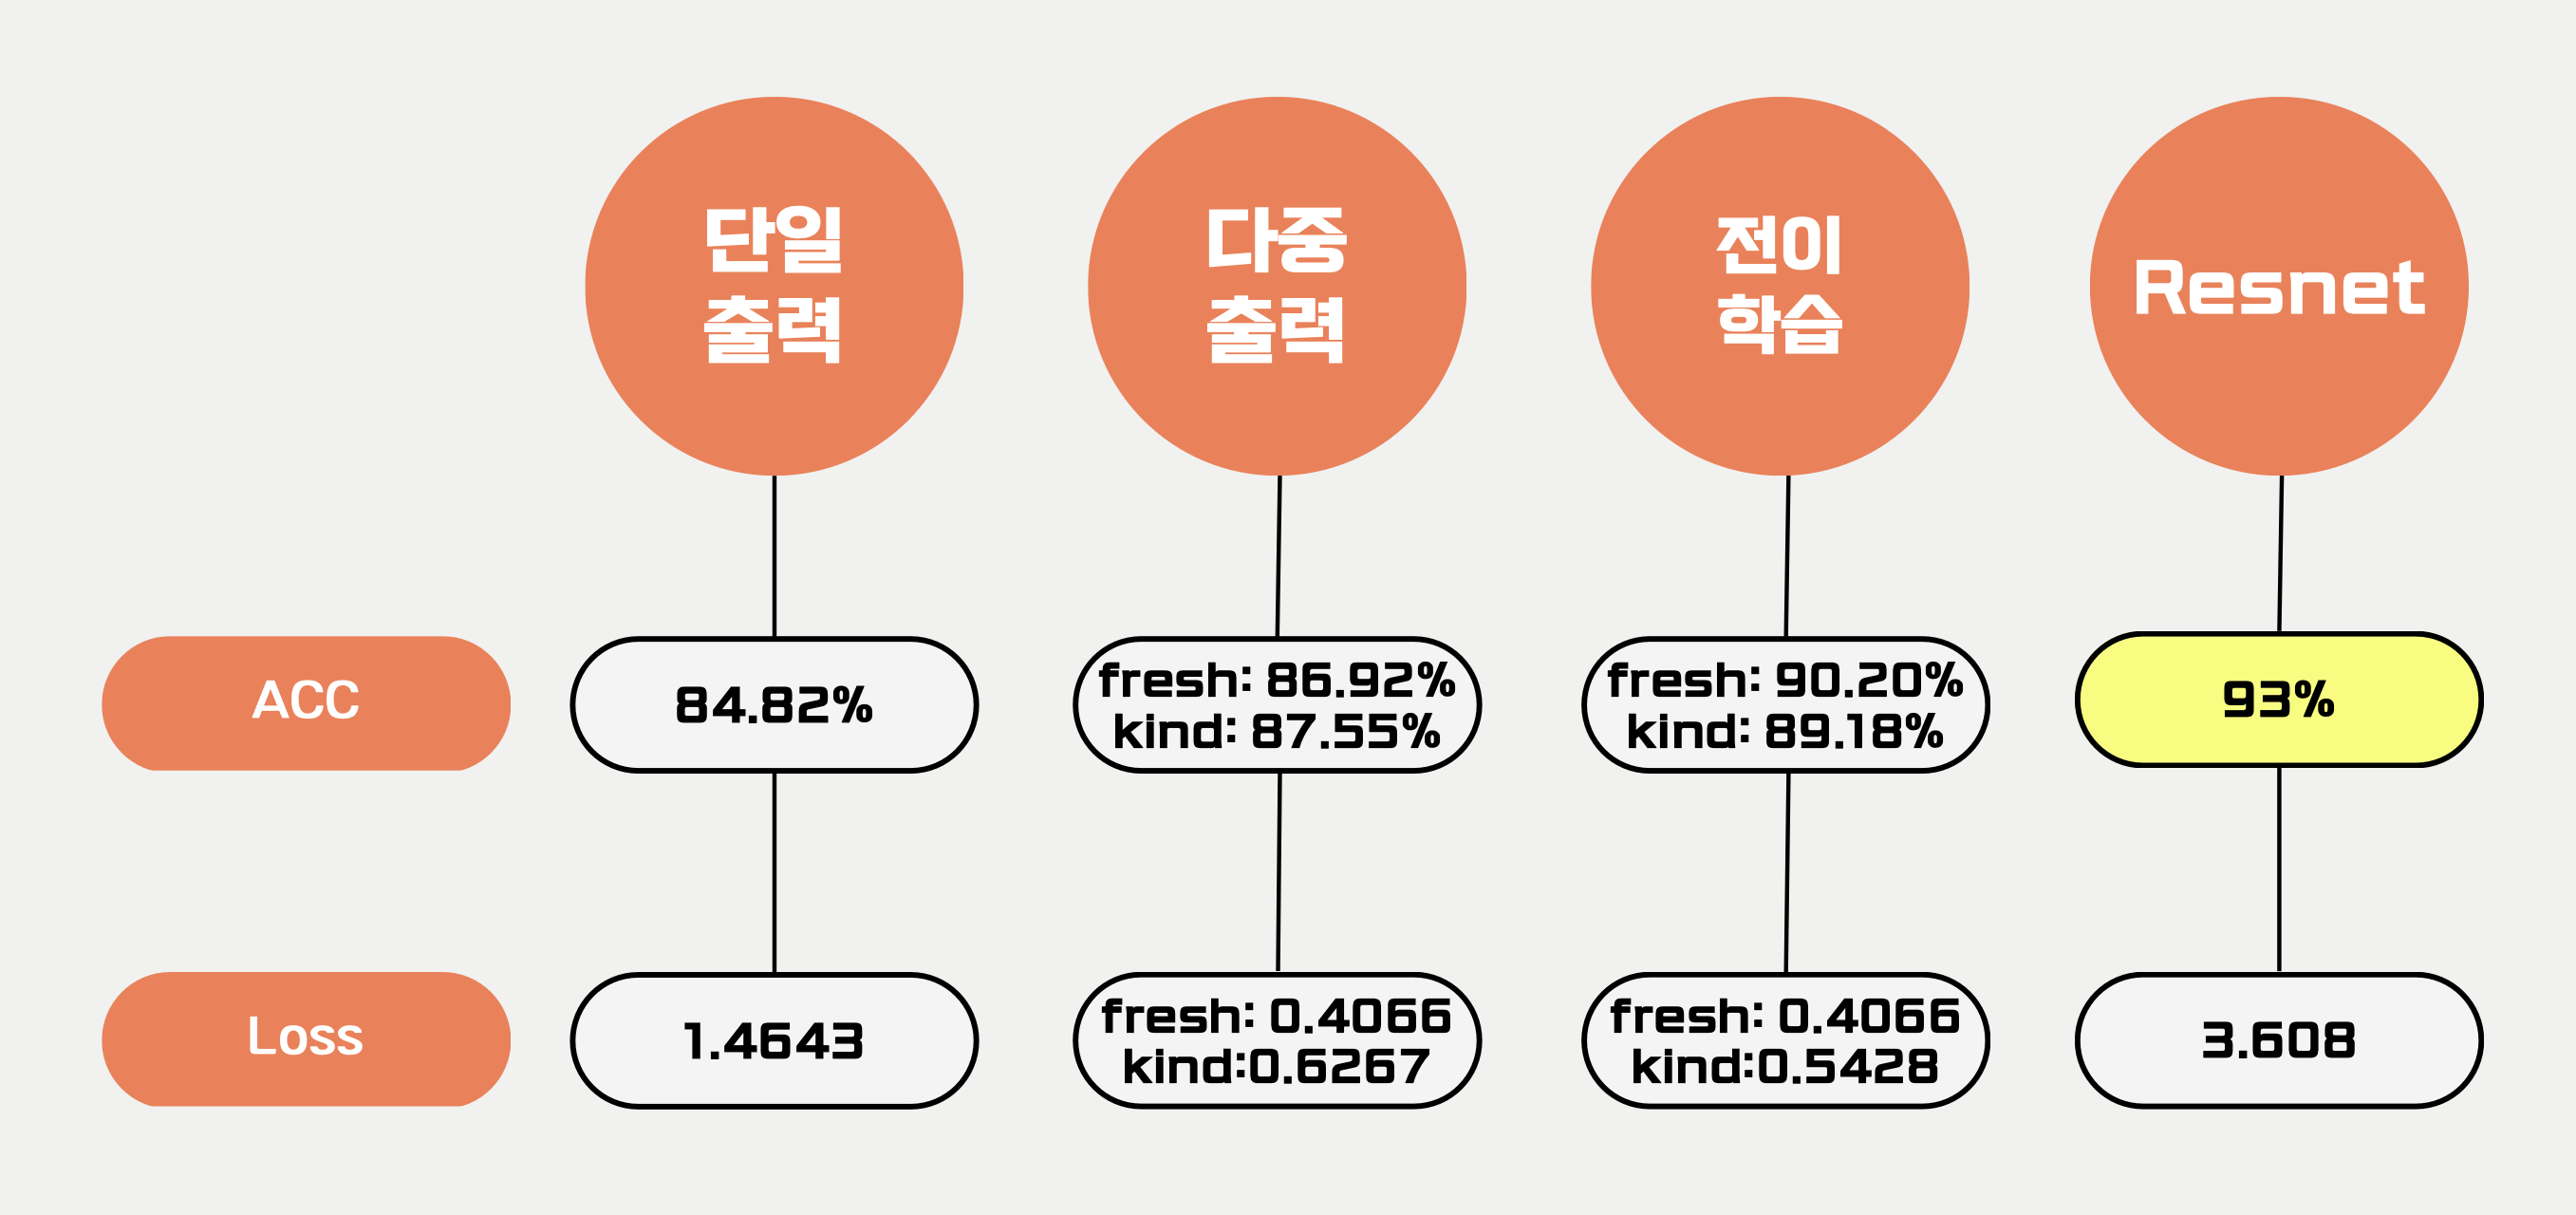 단일
출력
다중
출력
전이
학습
Resnet
ACC
84.82%
fresh: 86.92%
kind: 87.55%
fresh: 90.20%
kind: 89.18%
93%
Loss
1.4643
fresh: 0.4066
kind:0.6267
fresh: 0.4066
kind:0.5428
3.608